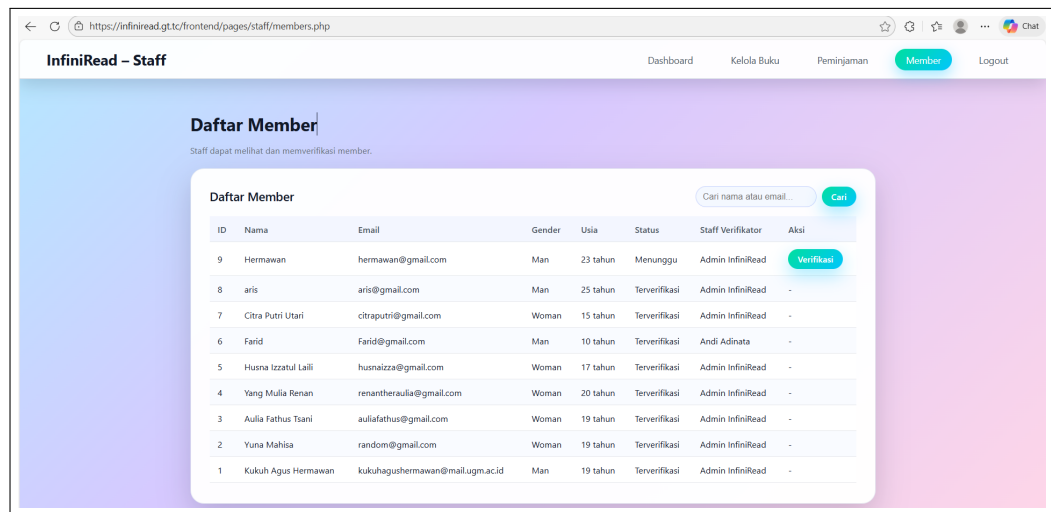 https://infiniread.gt.tc/frontend/pages/staff/members.php Chat
InfiniRead – Staff Dashboard Kelola Buku Peminjaman Member Logout
Daftar Member
Staff dapat melihat dan memverifikasi member.
Daftar Member Cari nama atau email... Cari
ID Nama Email Gender Usia Status Staff Verifikator Aksi
9 Hermawan hermawan@gmail.com Man 23 tahun Menunggu Admin InfiniRead Verifikasi
8 aris aris@gmail.com Man 25 tahun Terverifikasi Admin InfiniRead -
7 Citra Putri Utari citraputri@gmail.com Woman 15 tahun Terverifikasi Admin InfiniRead -
6 Farid Farid@gmail.com Man 10 tahun Terverifikasi Andi Adinata -
5 Husna Izzatul Laili husnaizza@gmail.com Woman 17 tahun Terverifikasi Admin InfiniRead -
4 Yang Mulia Renan renantheraulia@gmail.com Woman 20 tahun Terverifikasi Admin InfiniRead -
3 Aulia Fathus Tsani auliafathus@gmail.com Woman 19 tahun Terverifikasi Admin InfiniRead -
2 Yuna Mahisa random@gmail.com Woman 19 tahun Terverifikasi Admin InfiniRead -
1 Kukuh Agus Hermawan kukuhagushermawan@mail.ugm.ac.id Man 19 tahun Terverifikasi Admin InfiniRead -